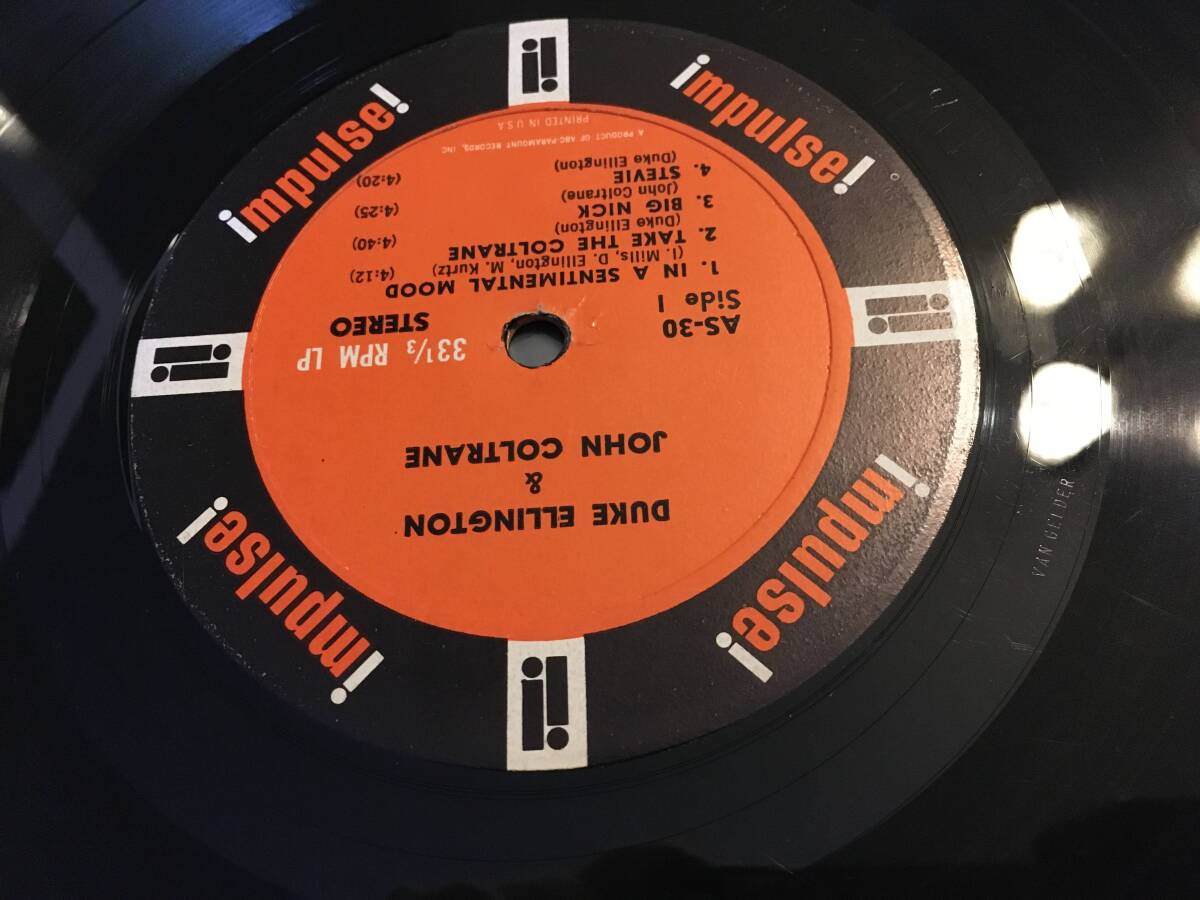 DUKE ELLINGTON
&
JOHN COLTRANE
33 1/3 RPM LP
STEREO
AS-30
Side 1
1. IN A SENTIMENTAL MOOD (4:12)
(I. Mills, D. Ellington, M. Kurtz)
2. TAKE THE COLTRANE (4:40)
(Duke Ellington)
3. BIG NICK (4:25)
(John Coltrane)
4. STEVIE (4:20)
(Duke Ellington)
A PRODUCT OF ABC-PARAMOUNT RECORDS, INC
PRINTED IN U S A
impulse!
impulse!
impulse!
impulse!
i!
i!
i!
i!
VAN GELDER